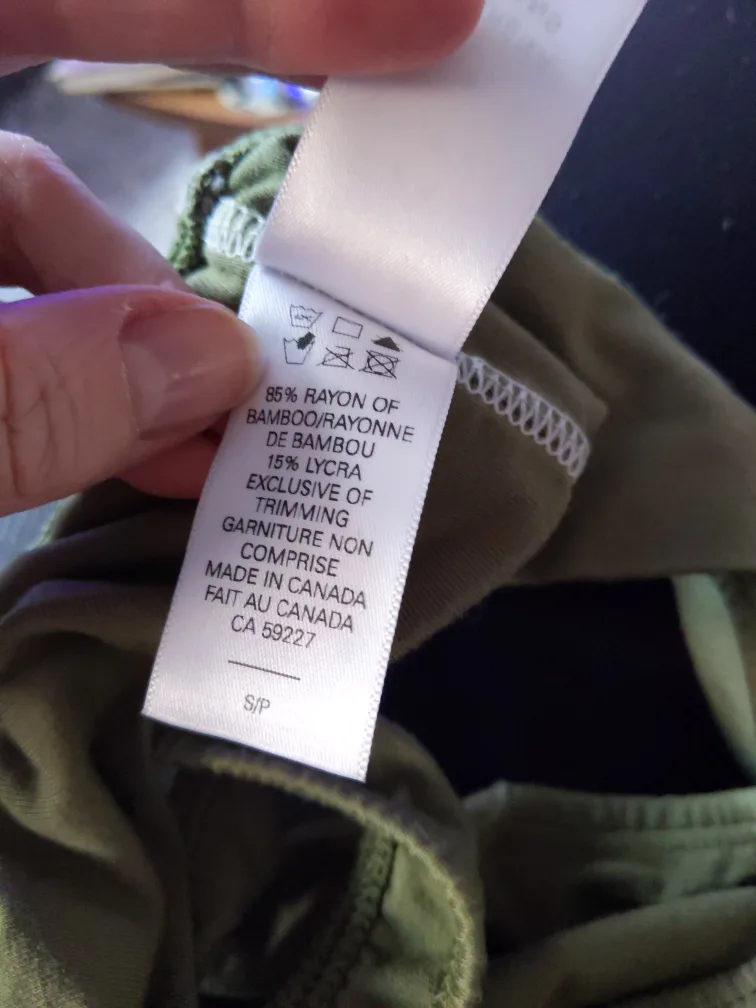 85% RAYON OF
BAMBOO/RAYONNE
DE BAMBOU
15% LYCRA
EXCLUSIVE OF
TRIMMING
GARNITURE NON
COMPRISE
MADE IN CANADA
FAIT AU CANADA
CA 59227
S/P